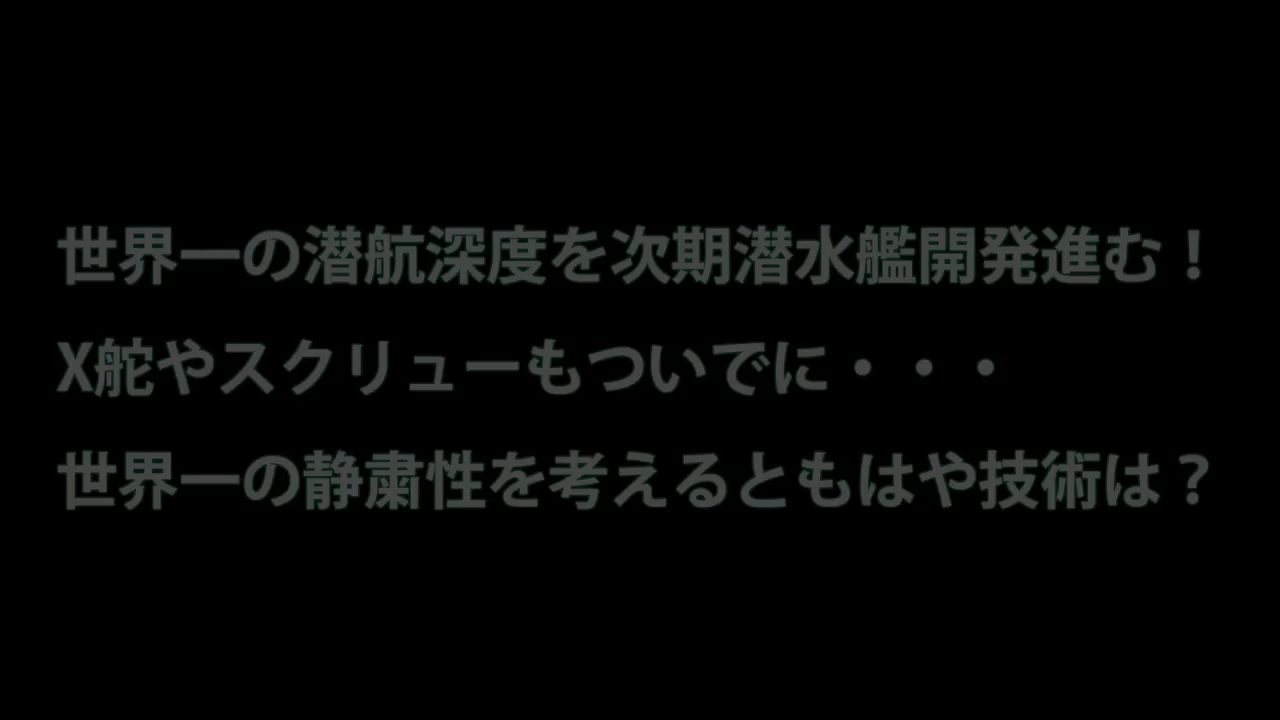 世界一の潜航深度を次期潜水艦開発進む！
X舵やスクリューもついでに・・・
世界一の静粛性を考えるともはや技術は？